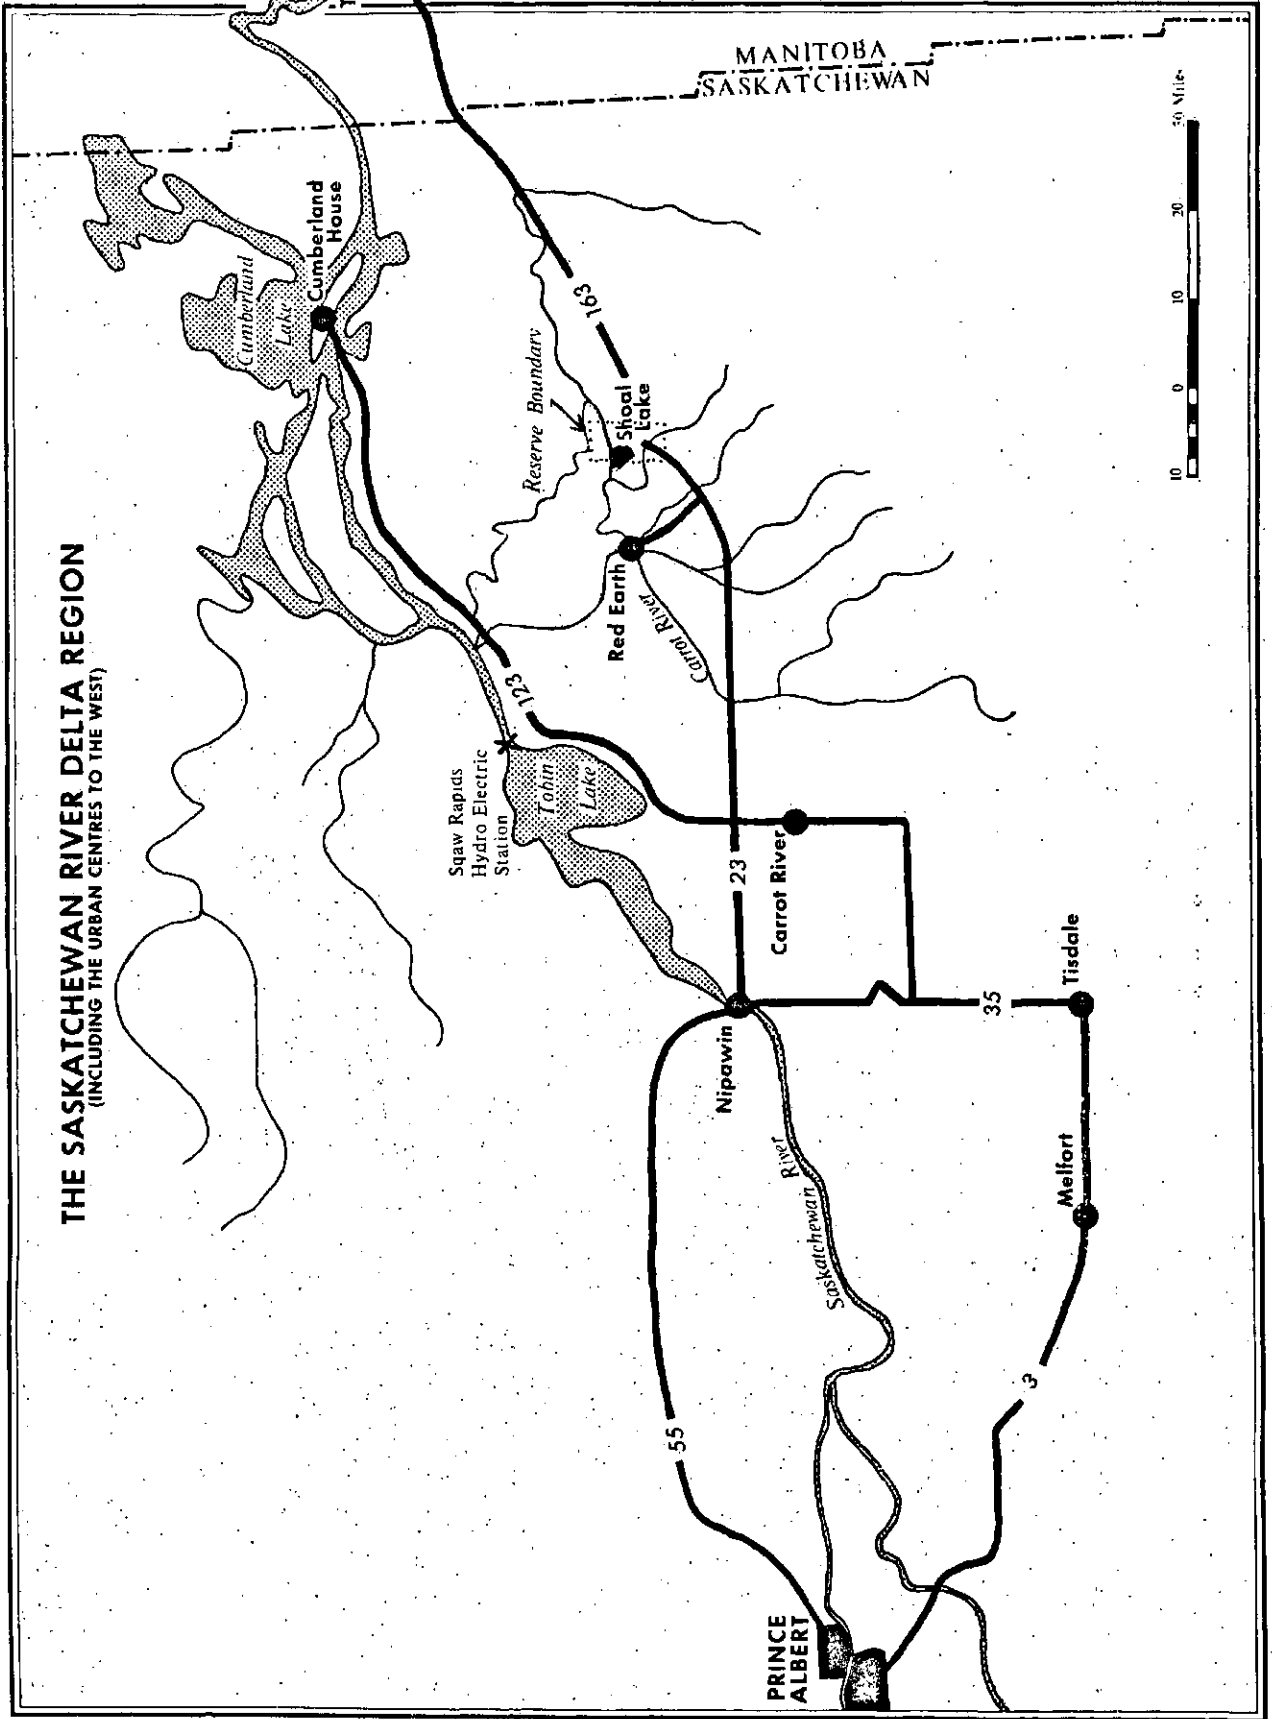 THE SASKATCHEWAN RIVER DELTA REGION
(INCLUDING THE URBAN CENTRES TO THE WEST)
MANITOBA
SASKATCHEWAN
Cumberland
Lake
Cumberland
House
163
Reserve Boundary
Shoal
Lake
Red Earth
Carrot River
123
Sqaw Rapids
Hydro Electric
Station
Tobin
Lake
23
Carrot River
Nipawin
35
Tisdale
Melfort
Saskatchewan River
55
3
PRINCE
ALBERT
10 0 10 20 30 Miles